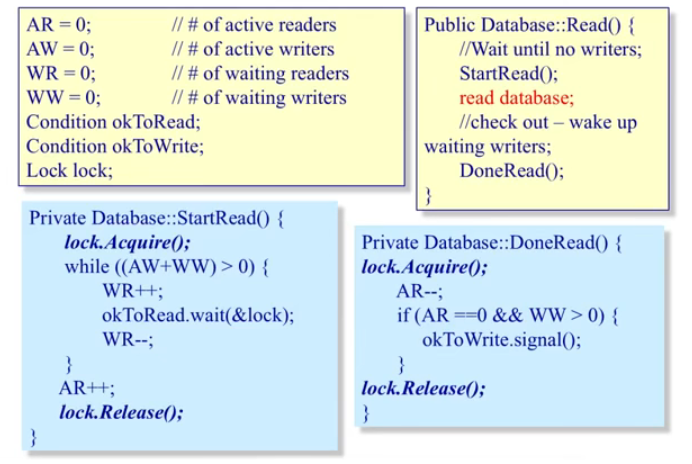 AR = 0; // # of active readers
AW = 0; // # of active writers
WR = 0; // # of waiting readers
WW = 0; // # of waiting writers
Condition okToRead;
Condition okToWrite;
Lock lock;
Public Database::Read() {
//Wait until no writers;
StartRead();
read database;
//check out – wake up
waiting writers;
DoneRead();
}
Private Database::StartRead() {
lock.Acquire();
while ((AW+WW) > 0) {
WR++;
okToRead.wait(&lock);
WR--;
}
AR++;
lock.Release();
}
Private Database::DoneRead() {
lock.Acquire();
AR--;
if (AR ==0 && WW > 0) {
okToWrite.signal();
}
lock.Release();
}